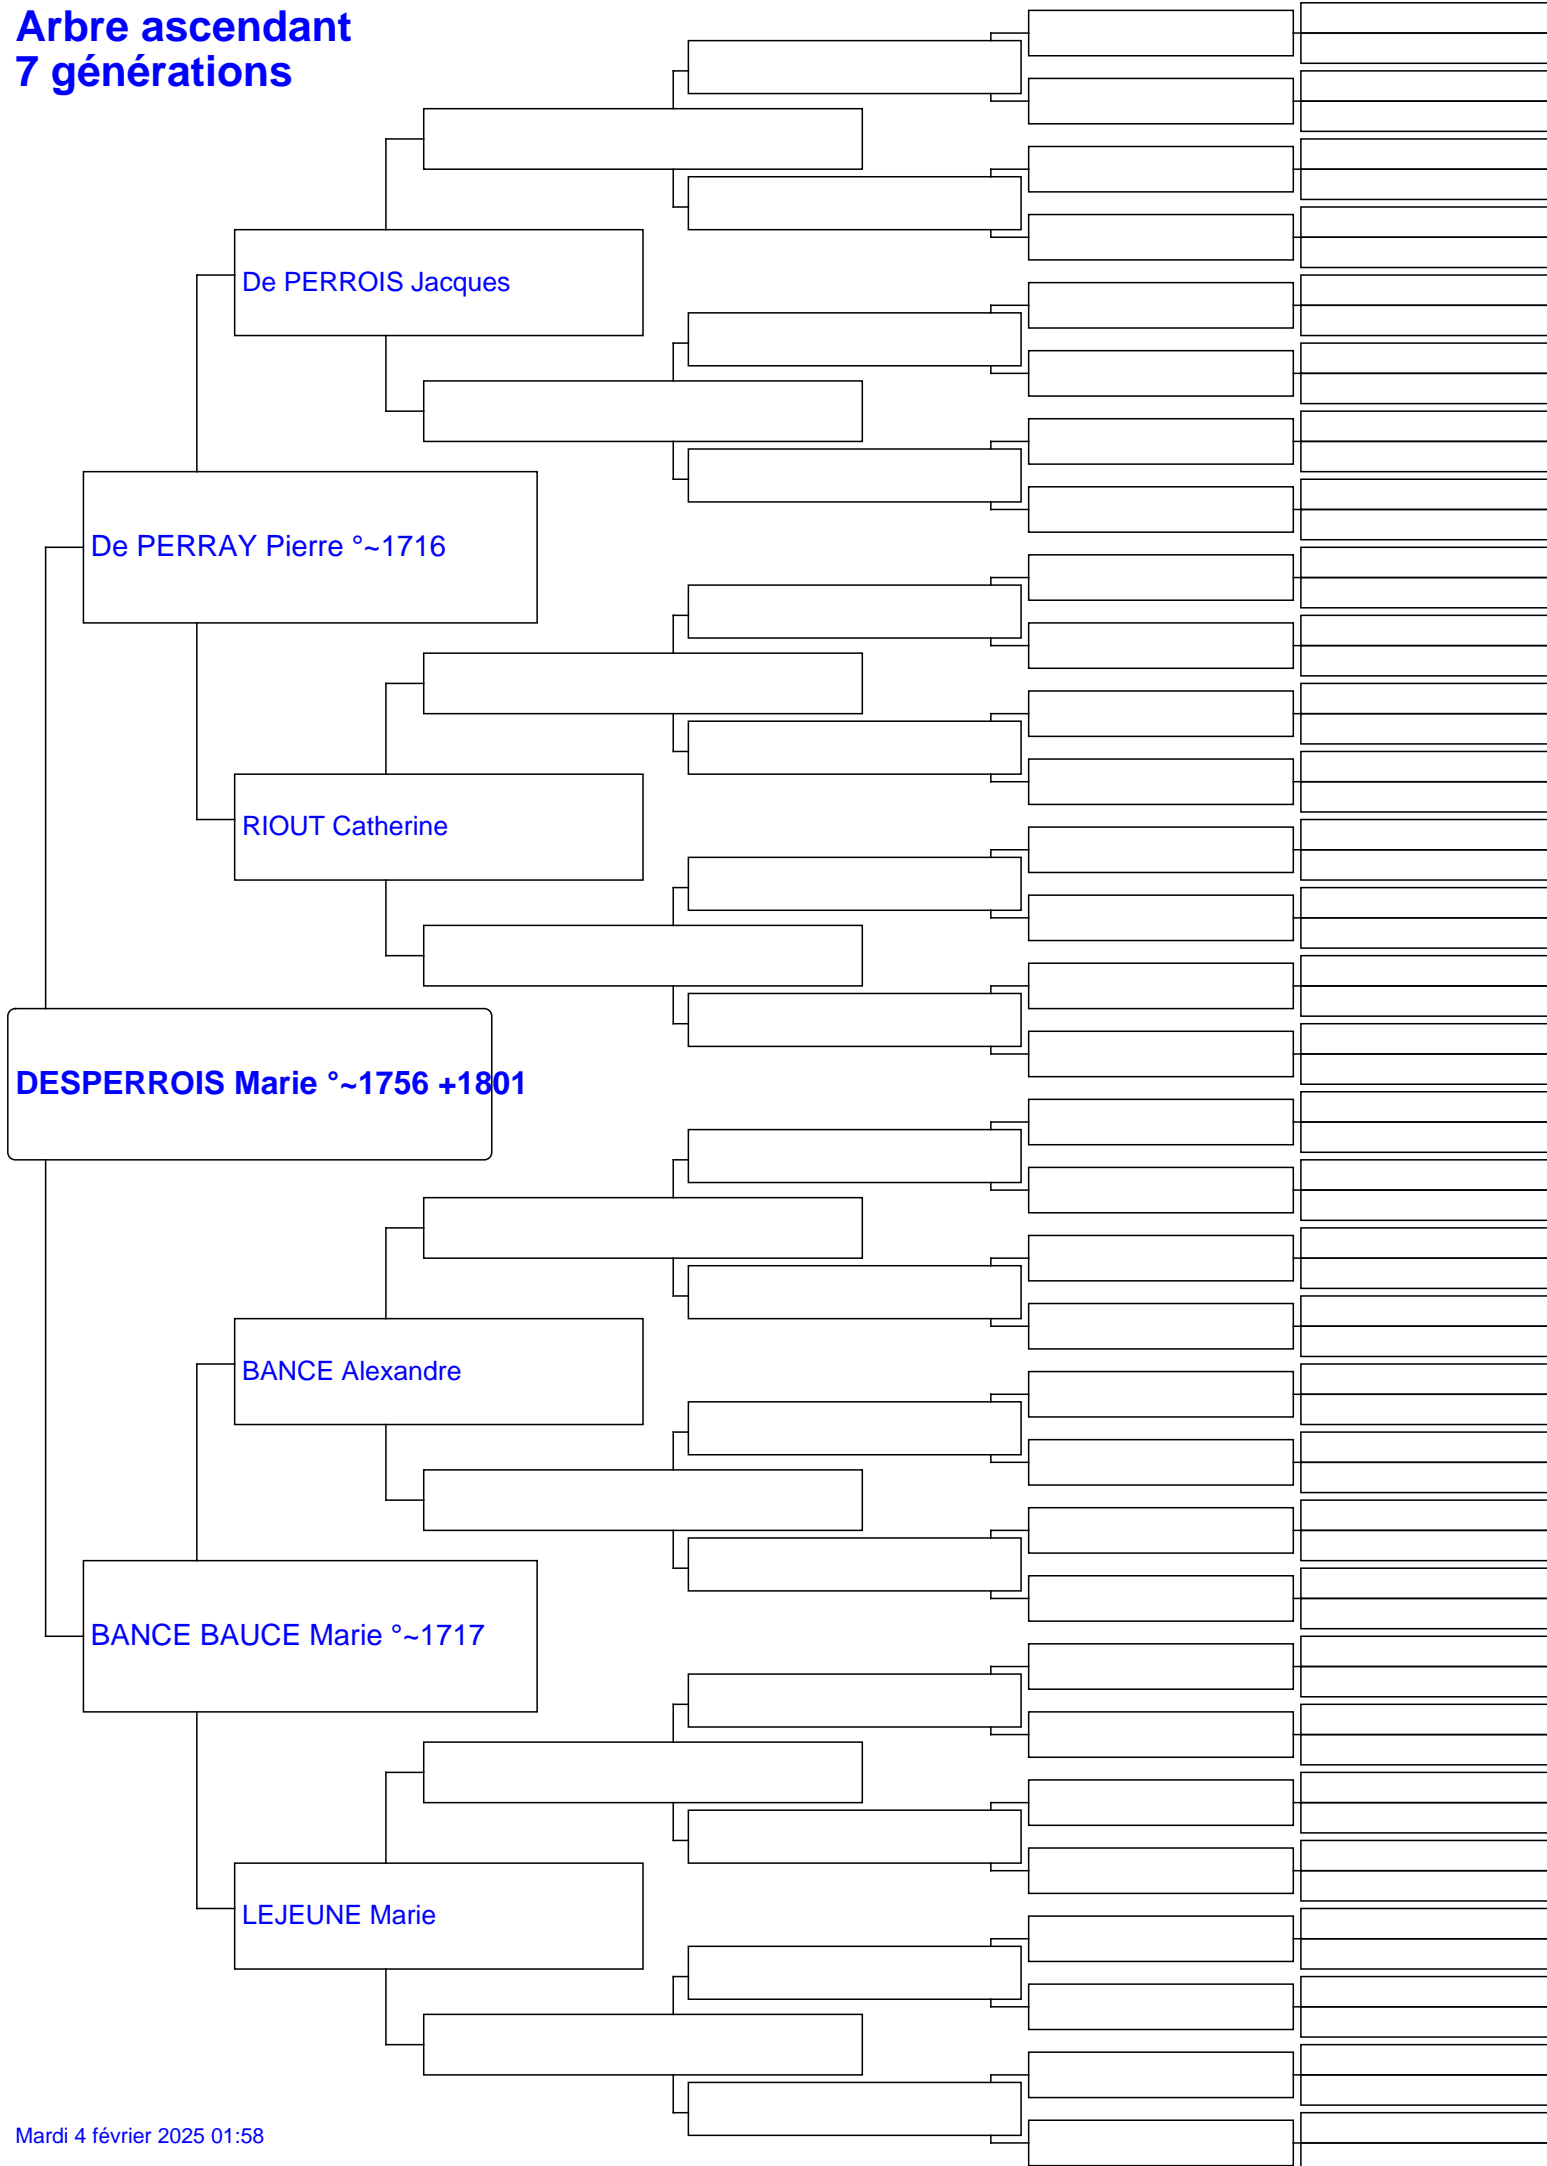 Arbre ascendant
7 générations
De PERROIS Jacques
De PERRAY Pierre °~1716
RIOUT Catherine
DESPERROIS Marie °~1756 +1801
BANCE Alexandre
BANCE BAUCE Marie °~1717
LEJEUNE Marie
Mardi 4 février 2025 01:58